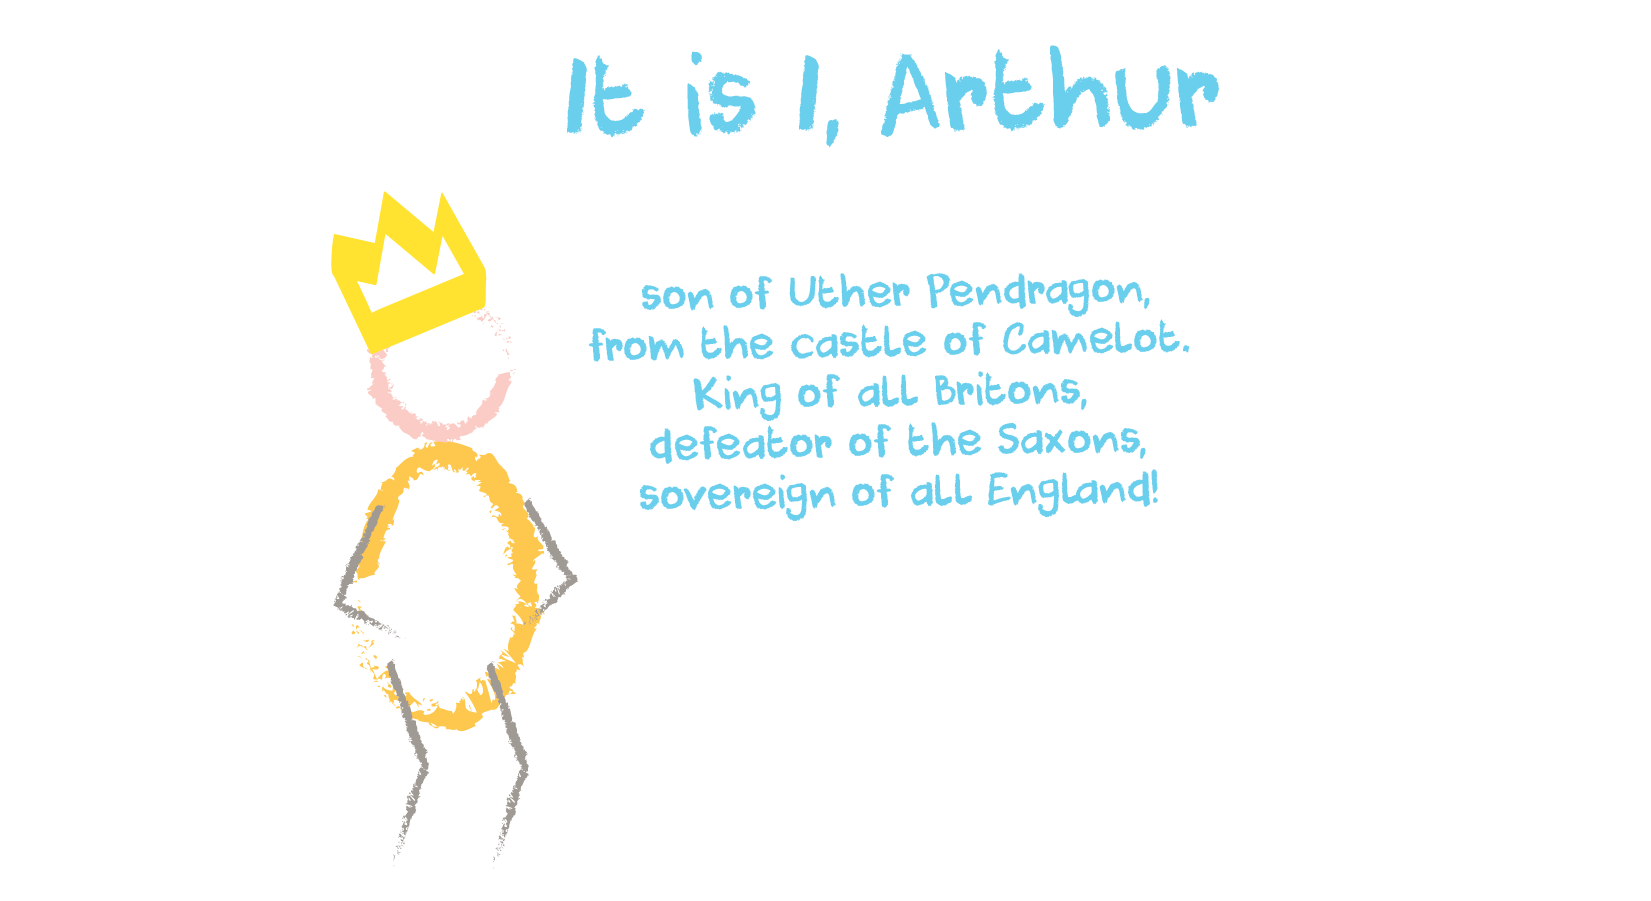 It is I, Arthur
son of Uther Pendragon,
from the castle of Camelot.
King of all Britons,
defeator of the Saxons,
sovereign of all England!